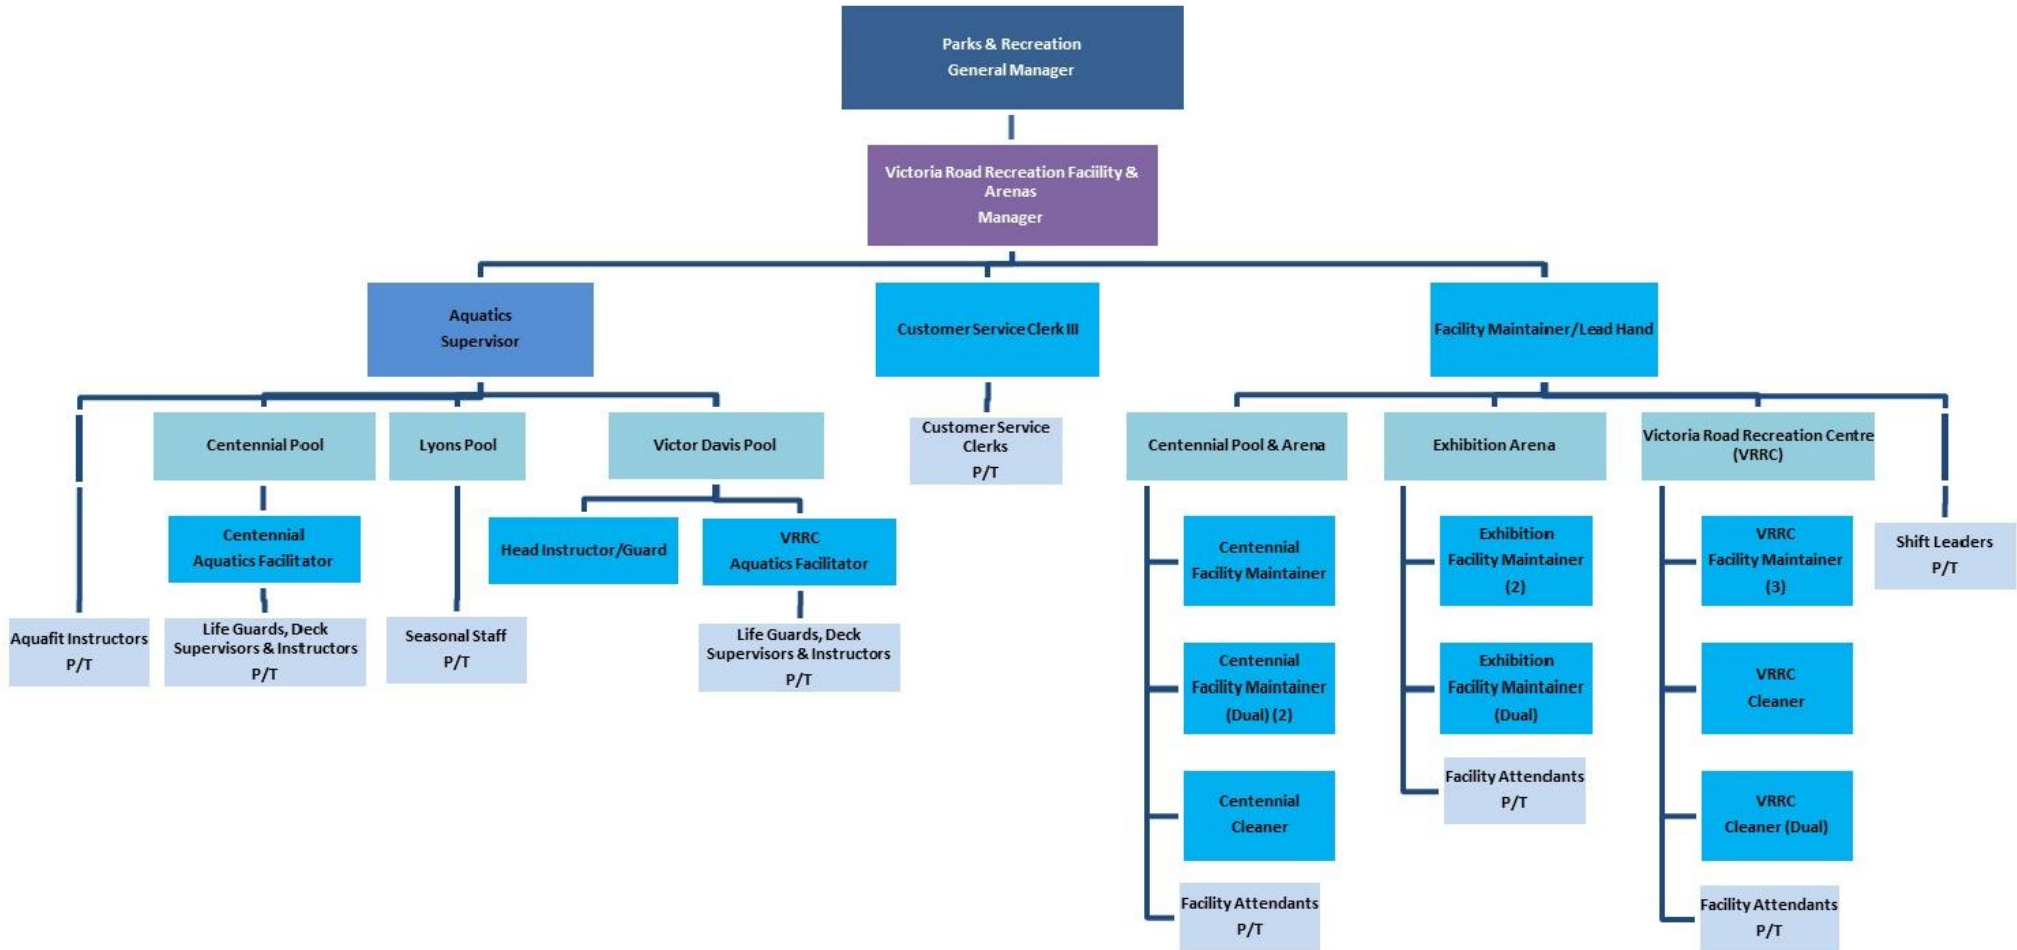 Parks & Recreation
General Manager
Victoria Road Recreation Faciility &
Arenas
Manager
Aquatics
Supervisor
Customer Service Clerk III
Facility Maintainer/Lead Hand
Centennial Pool
Lyons Pool
Victor Davis Pool
Customer Service
Clerks
P/T
Centennial Pool & Arena
Exhibition Arena
Victoria Road Recreation Centre
(VRRC)
Centennial
Aquatics Facilitator
Head Instructor/Guard
VRRC
Aquatics Facilitator
Centennial
Facility Maintainer
Exhibition
Facility Maintainer
(2)
VRRC
Facility Maintainer
(3)
Shift Leaders
P/T
Aquafit Instructors
P/T
Life Guards, Deck
Supervisors & Instructors
P/T
Seasonal Staff
P/T
Life Guards, Deck
Supervisors & Instructors
P/T
Centennial
Facility Maintainer
(Dual) (2)
Exhibition
Facility Maintainer
(Dual)
VRRC
Cleaner
Centennial
Cleaner
Facility Attendants
P/T
VRRC
Cleaner (Dual)
Facility Attendants
P/T
Facility Attendants
P/T